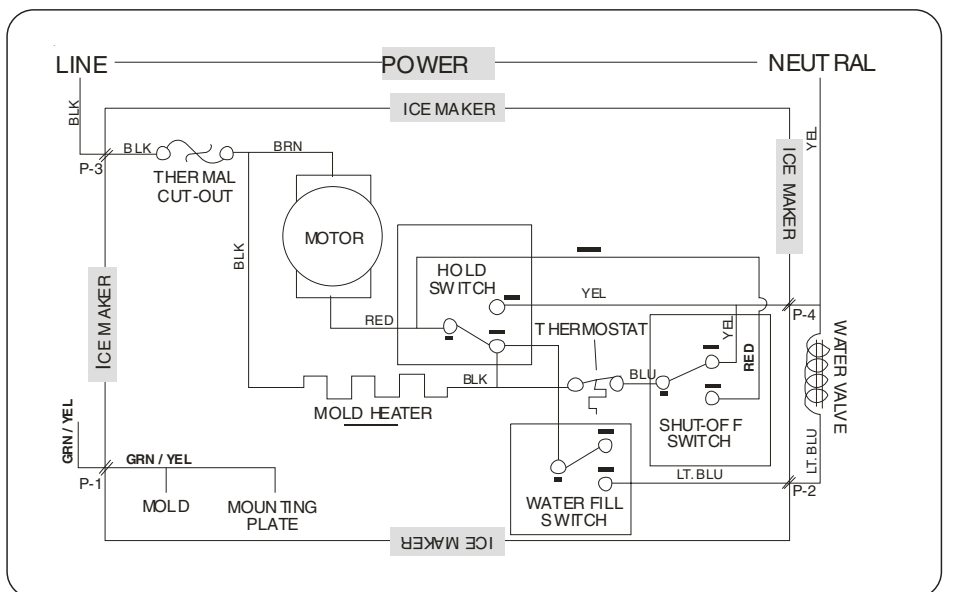 LINE POWER NEUTRAL
ICE MAKER
BLK
YEL
BLK
BRN
P-3
THERMAL
CUT-OUT
ICE MAKER
MOTOR
BLK
HOLD
SWITCH
YEL
ICE MAKER
RED
THERMOSTAT
YEL
P-4
RED
WATER VALVE
BLK
BLU
MOLD HEATER
SHUT-OFF
SWITCH
GRN / YEL
GRN / YEL
P-1
MOLD
MOUNTING
PLATE
WATER FILL
SWITCH
LT.BLU
LT.BLU
P-2
ICE MAKER